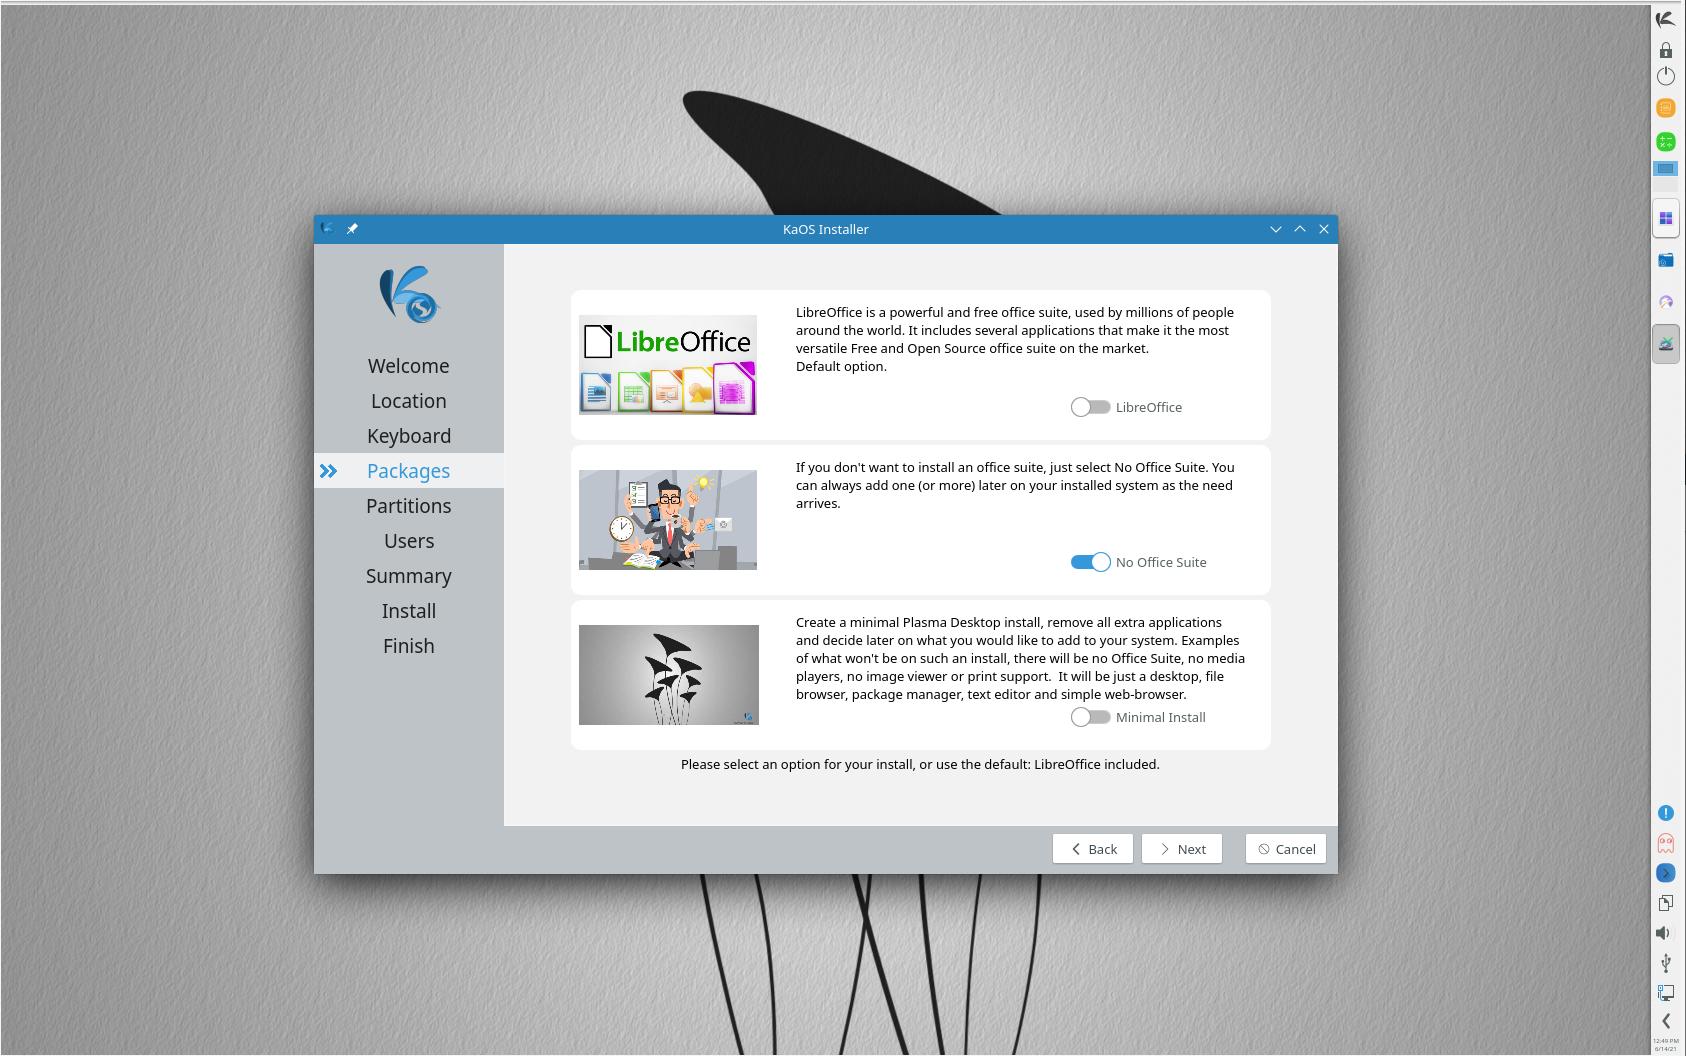 KaOS Installer
Welcome
Location
Keyboard
Packages
Partitions
Users
Summary
Install
Finish
LibreOffice
LibreOffice is a powerful and free office suite, used by millions of people
around the world. It includes several applications that make it the most
versatile Free and Open Source office suite on the market.
Default option.
LibreOffice
If you don't want to install an office suite, just select No Office Suite. You
can always add one (or more) later on your installed system as the need
arrives.
No Office Suite
Create a minimal Plasma Desktop install, remove all extra applications
and decide later on what you would like to add to your system. Examples
of what won't be on such an install, there will be no Office Suite, no media
players, no image viewer or print support.  It will be just a desktop, file
browser, package manager, text editor and simple web-browser.
Minimal Install
Please select an option for your install, or use the default: LibreOffice included.
Back
Next
Cancel
12:49 PM
6/14/21